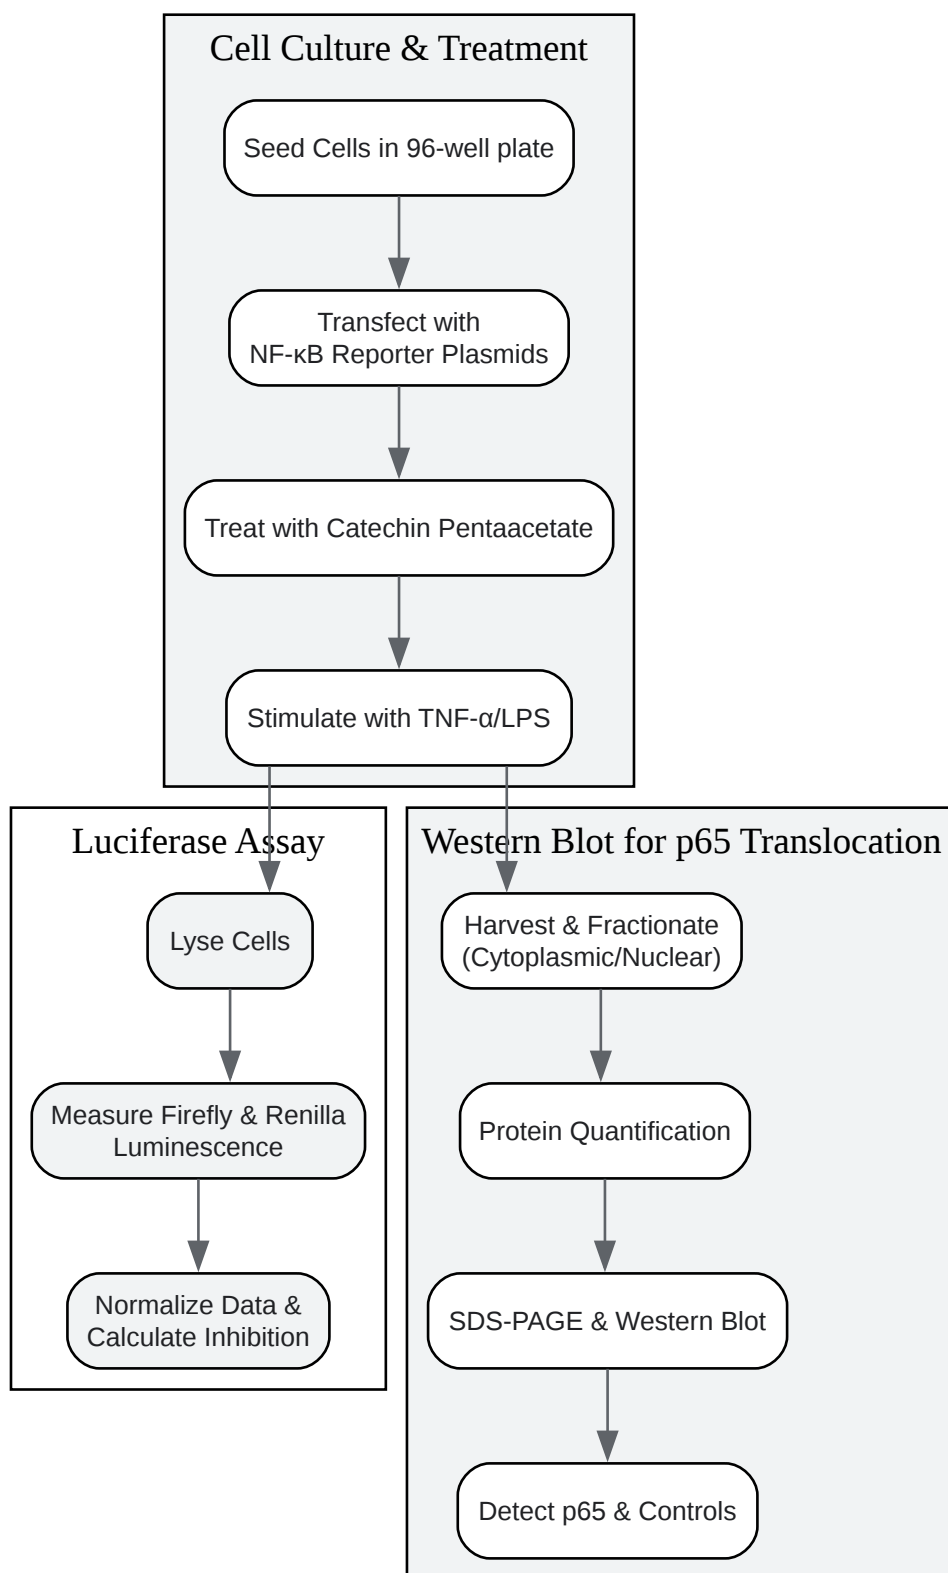 Cell Culture & Treatment
Seed Cells in 96-well plate
Transfect with
NF-κB Reporter Plasmids
Treat with Catechin Pentaacetate
Stimulate with TNF-α/LPS
Luciferase Assay
Lyse Cells
Measure Firefly & Renilla
Luminescence
Normalize Data &
Calculate Inhibition
Western Blot for p65 Translocation
Harvest & Fractionate
(Cytoplasmic/Nuclear)
Protein Quantification
SDS-PAGE & Western Blot
Detect p65 & Controls